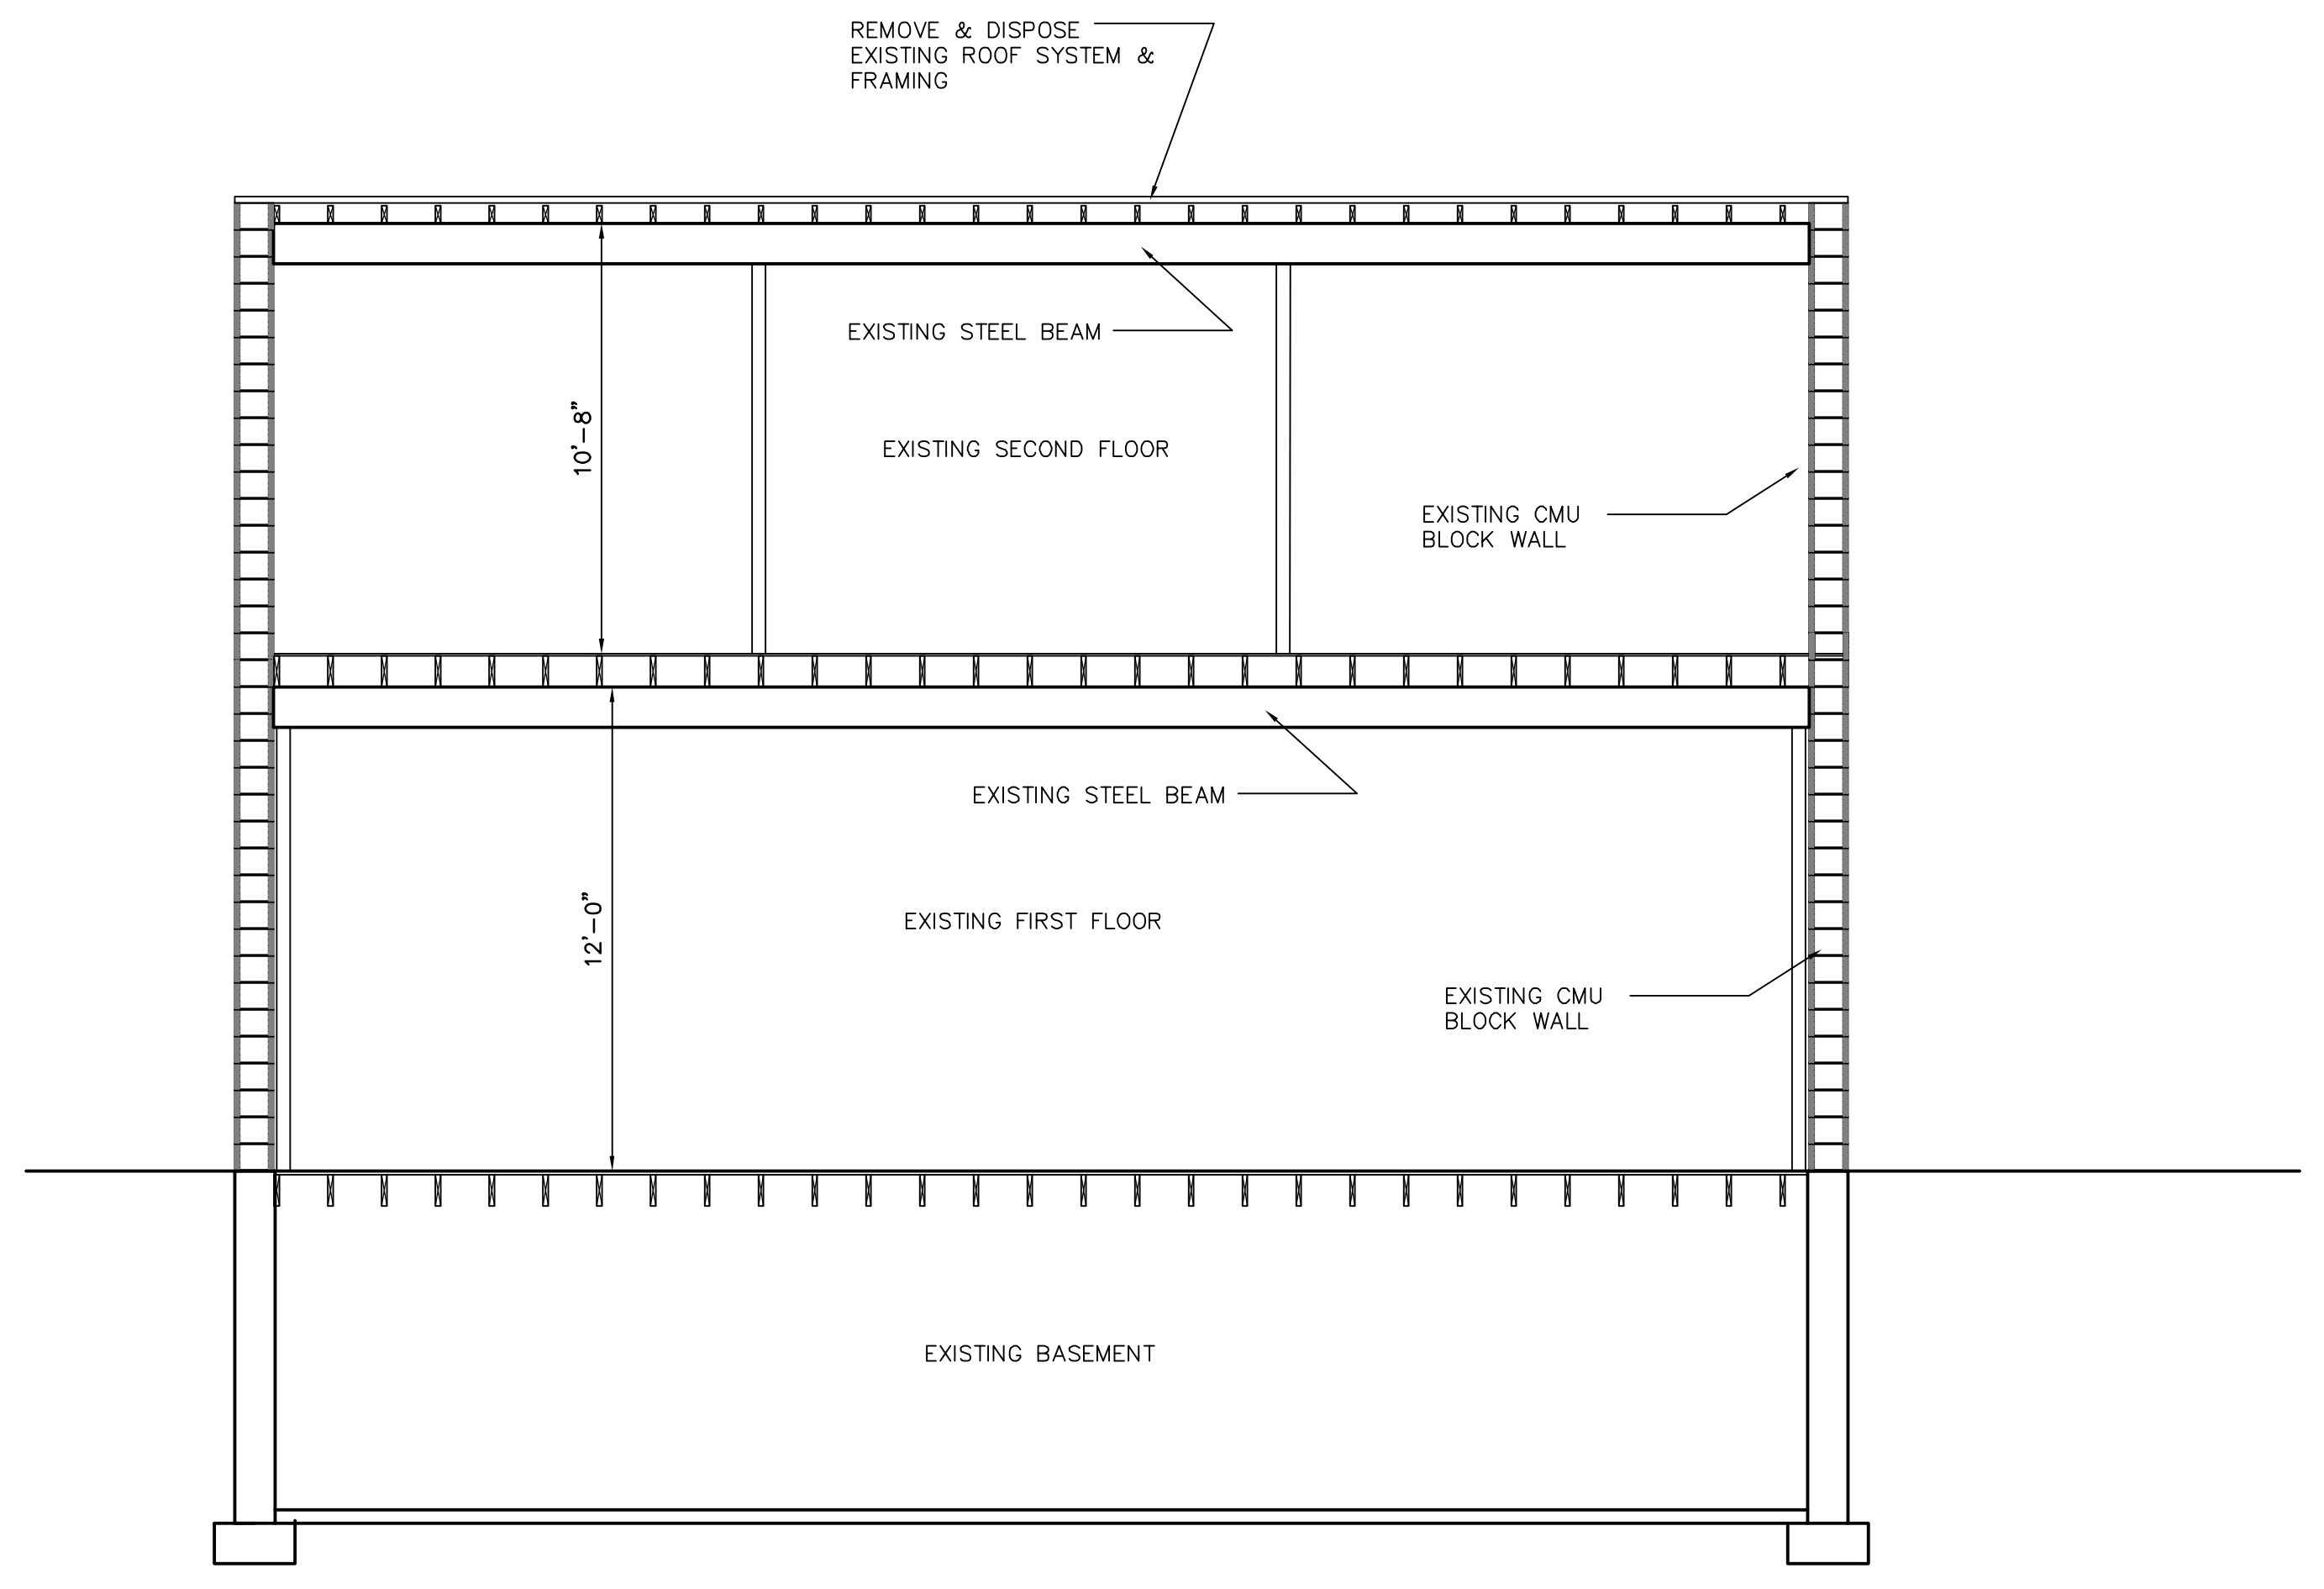 REMOVE & DISPOSE
EXISTING ROOF SYSTEM &
FRAMING
EXISTING STEEL BEAM
10'-8"
EXISTING SECOND FLOOR
EXISTING CMU
BLOCK WALL
EXISTING STEEL BEAM
12'-0"
EXISTING FIRST FLOOR
EXISTING CMU
BLOCK WALL
EXISTING BASEMENT